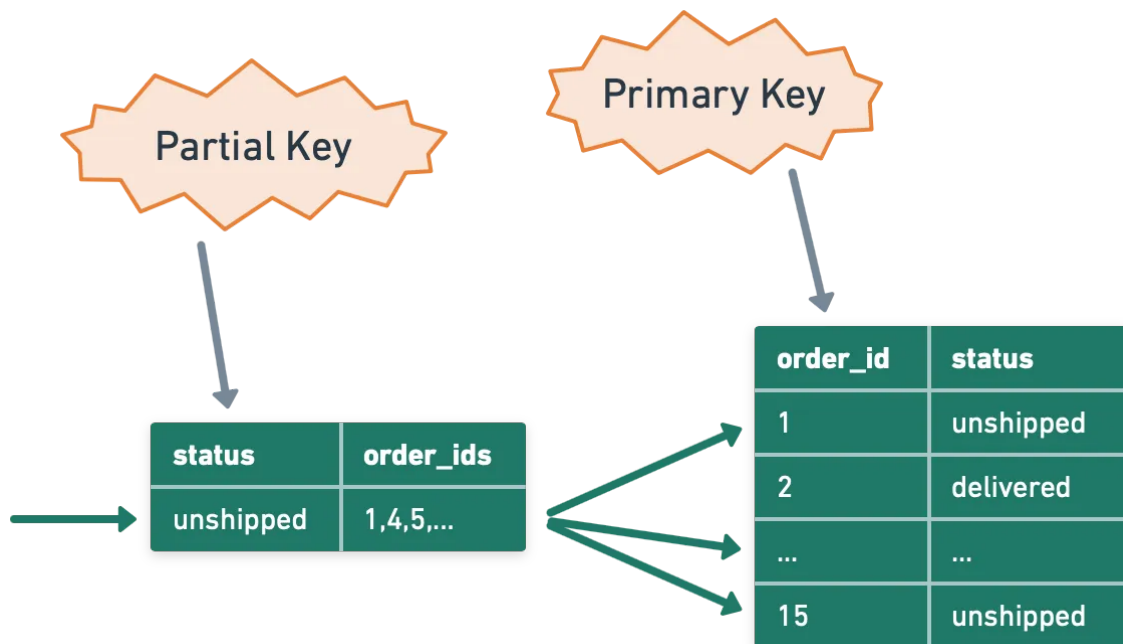 Partial Key
Primary Key
status order_ids
unshipped 1,4,5,...
order_id status
1 unshipped
2 delivered
... ...
15 unshipped